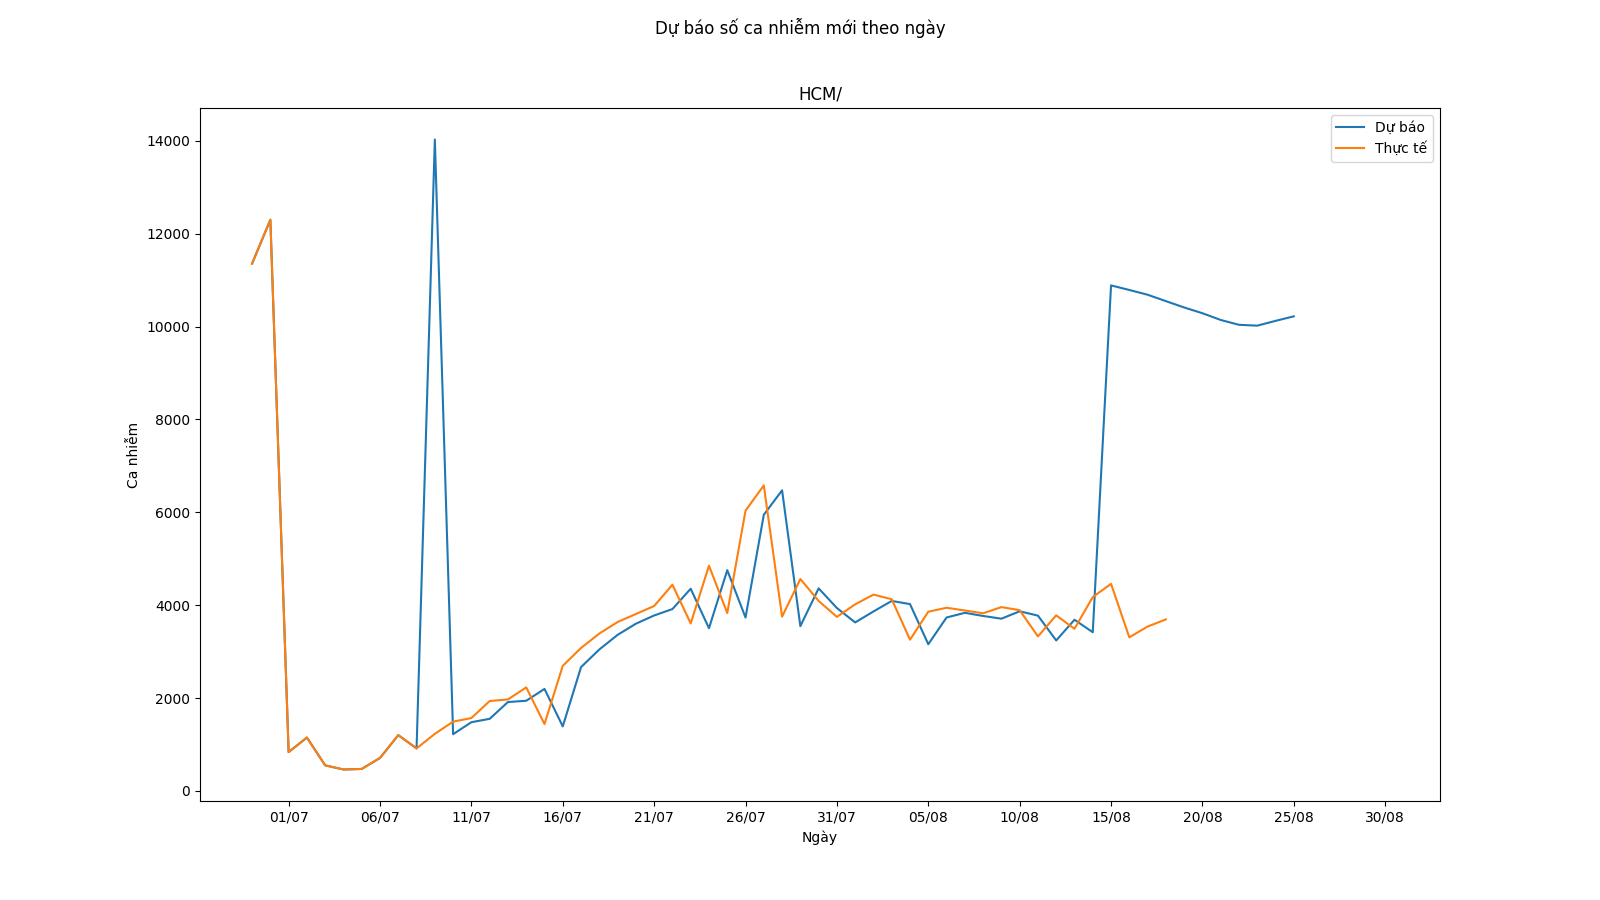 Dự báo số ca nhiễm mới theo ngày
HCM/
Dự báo
Thực tế
14000
12000
10000
8000
6000
4000
2000
0
Ca nhiễm
01/07 06/07 11/07 16/07 21/07 26/07 31/07 05/08 10/08 15/08 20/08 25/08 30/08
Ngày